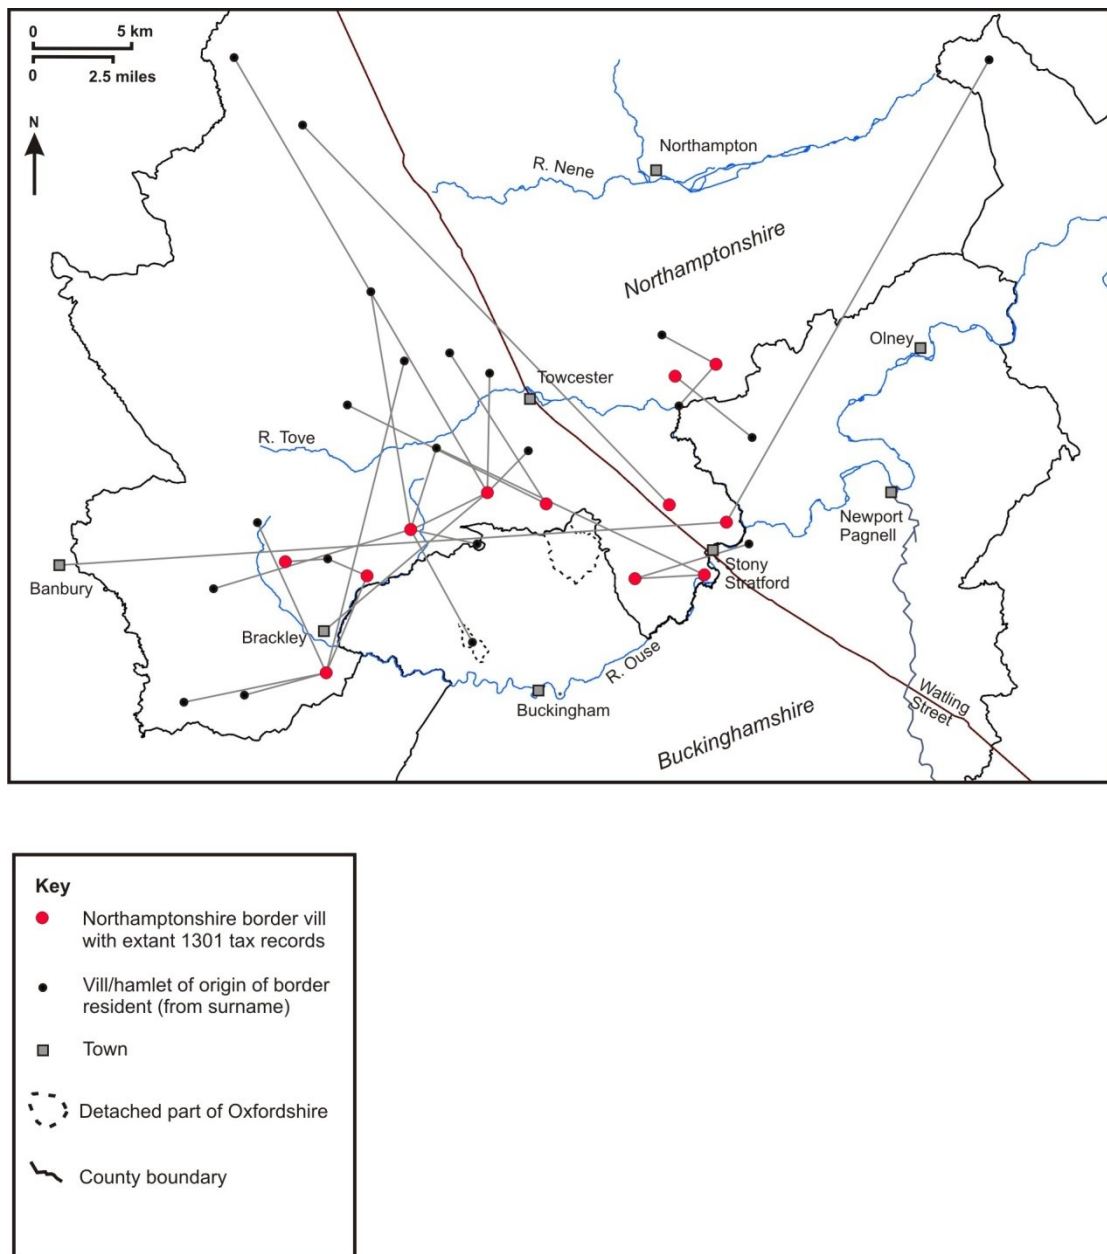 0 5 km
0 2.5 miles
N
Northampton
R. Nene
Northamptonshire
Olney
Towcester
R. Tove
Newport
Pagnell
Stony
Stratford
Banbury
Brackley
R. Ouse
Buckingham
Watling
Street
Buckinghamshire
Key
Northamptonshire border vill
with extant 1301 tax records
Vill/hamlet of origin of border
resident (from surname)
Town
Detached part of Oxfordshire
County boundary